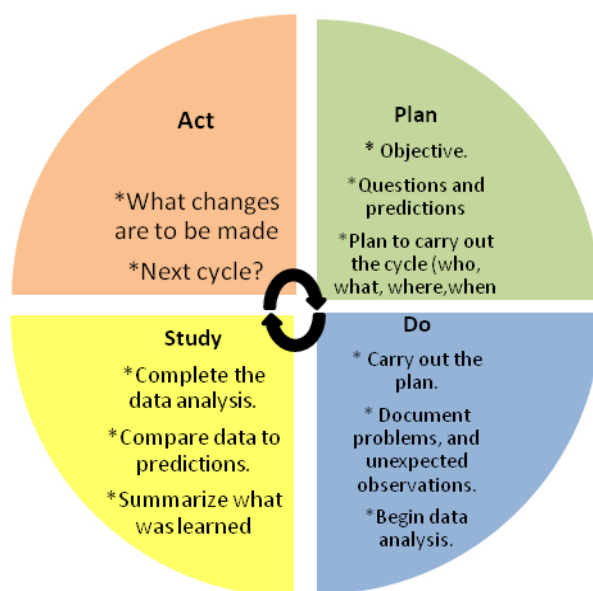 Act
*What changes
are to be made
*Next cycle?
Plan
* Objective.
*Questions and
predictions
*Plan to carry out
the cycle (who,
what, where,when
Study
*Complete the
data analysis.
*Compare data to
predictions.
*Summarize what
was learned
Do
* Carry out the
plan.
* Document
problems, and
unexpected
observations.
*Begin data
analysis.